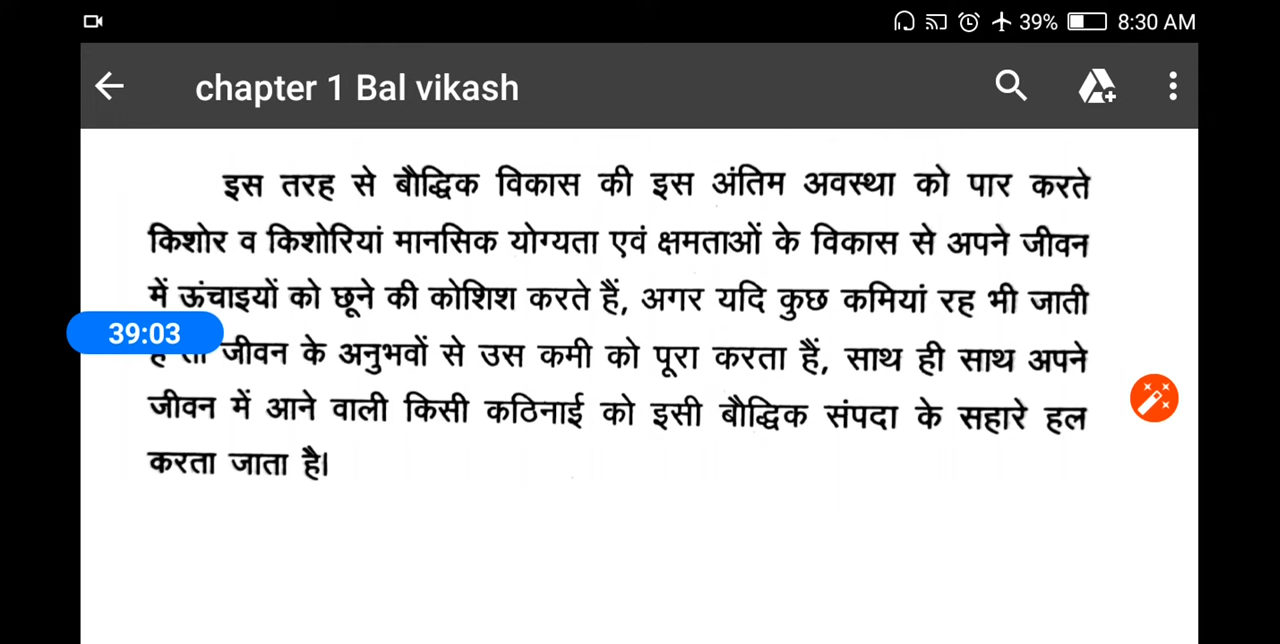 39% 8:30 AM
chapter 1 Bal vikash
इस तरह से बौद्धिक विकास की इस अंतिम अवस्था को पार करते
किशोर व किशोरियां मानसिक योग्यता एवं क्षमताओं के विकास से अपने जीवन
में ऊंचाइयों को छूने की कोशिश करते हैं, अगर यदि कुछ कमियां रह भी जाती
39:03
जीवन के अनुभवों से उस कमी को पूरा करता हैं, साथ ही साथ अपने
जीवन में आने वाली किसी कठिनाई को इसी बौद्धिक संपदा के सहारे हल
करता जाता है।